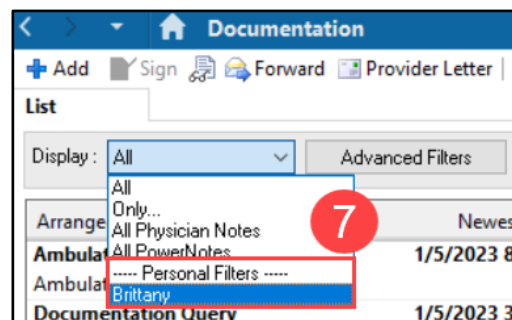 Documentation
Add Sign Forward Provider Letter
List
Display : All Advanced Filters
All
Only...
All Physician Notes
All PowerNotes
----- Personal Filters -----
Brittany
7
Arrange Newes
Ambulat 1/5/2023 8
Ambulat
Documentation Query 1/5/2023 3